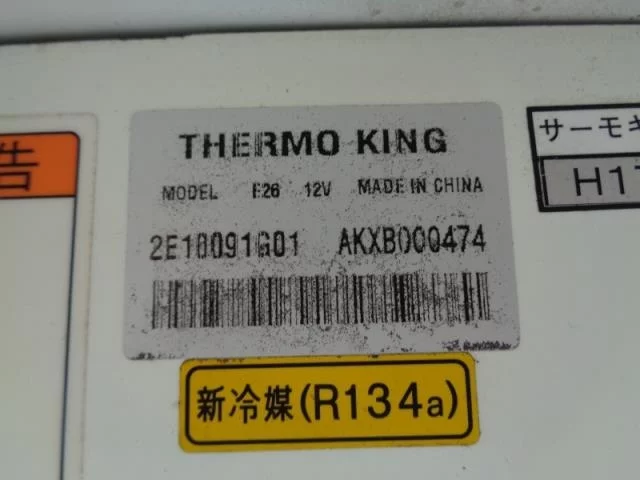 THERMO KING
MODEL E26 12V MADE IN CHINA
2E10091G01 AKXB000474
新冷媒(R134a)
告
サーモキ
H17